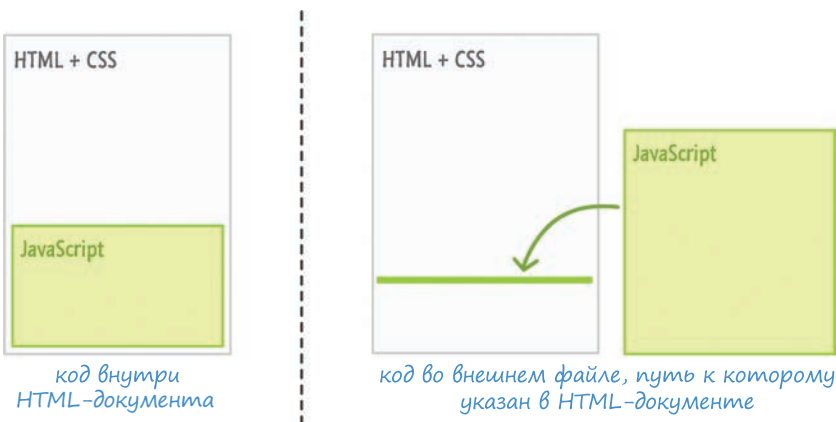 HTML + CSS
JavaScript
код внутри
HTML-документа
HTML + CSS
JavaScript
код во внешнем файле, путь к которому
указан в HTML-документе